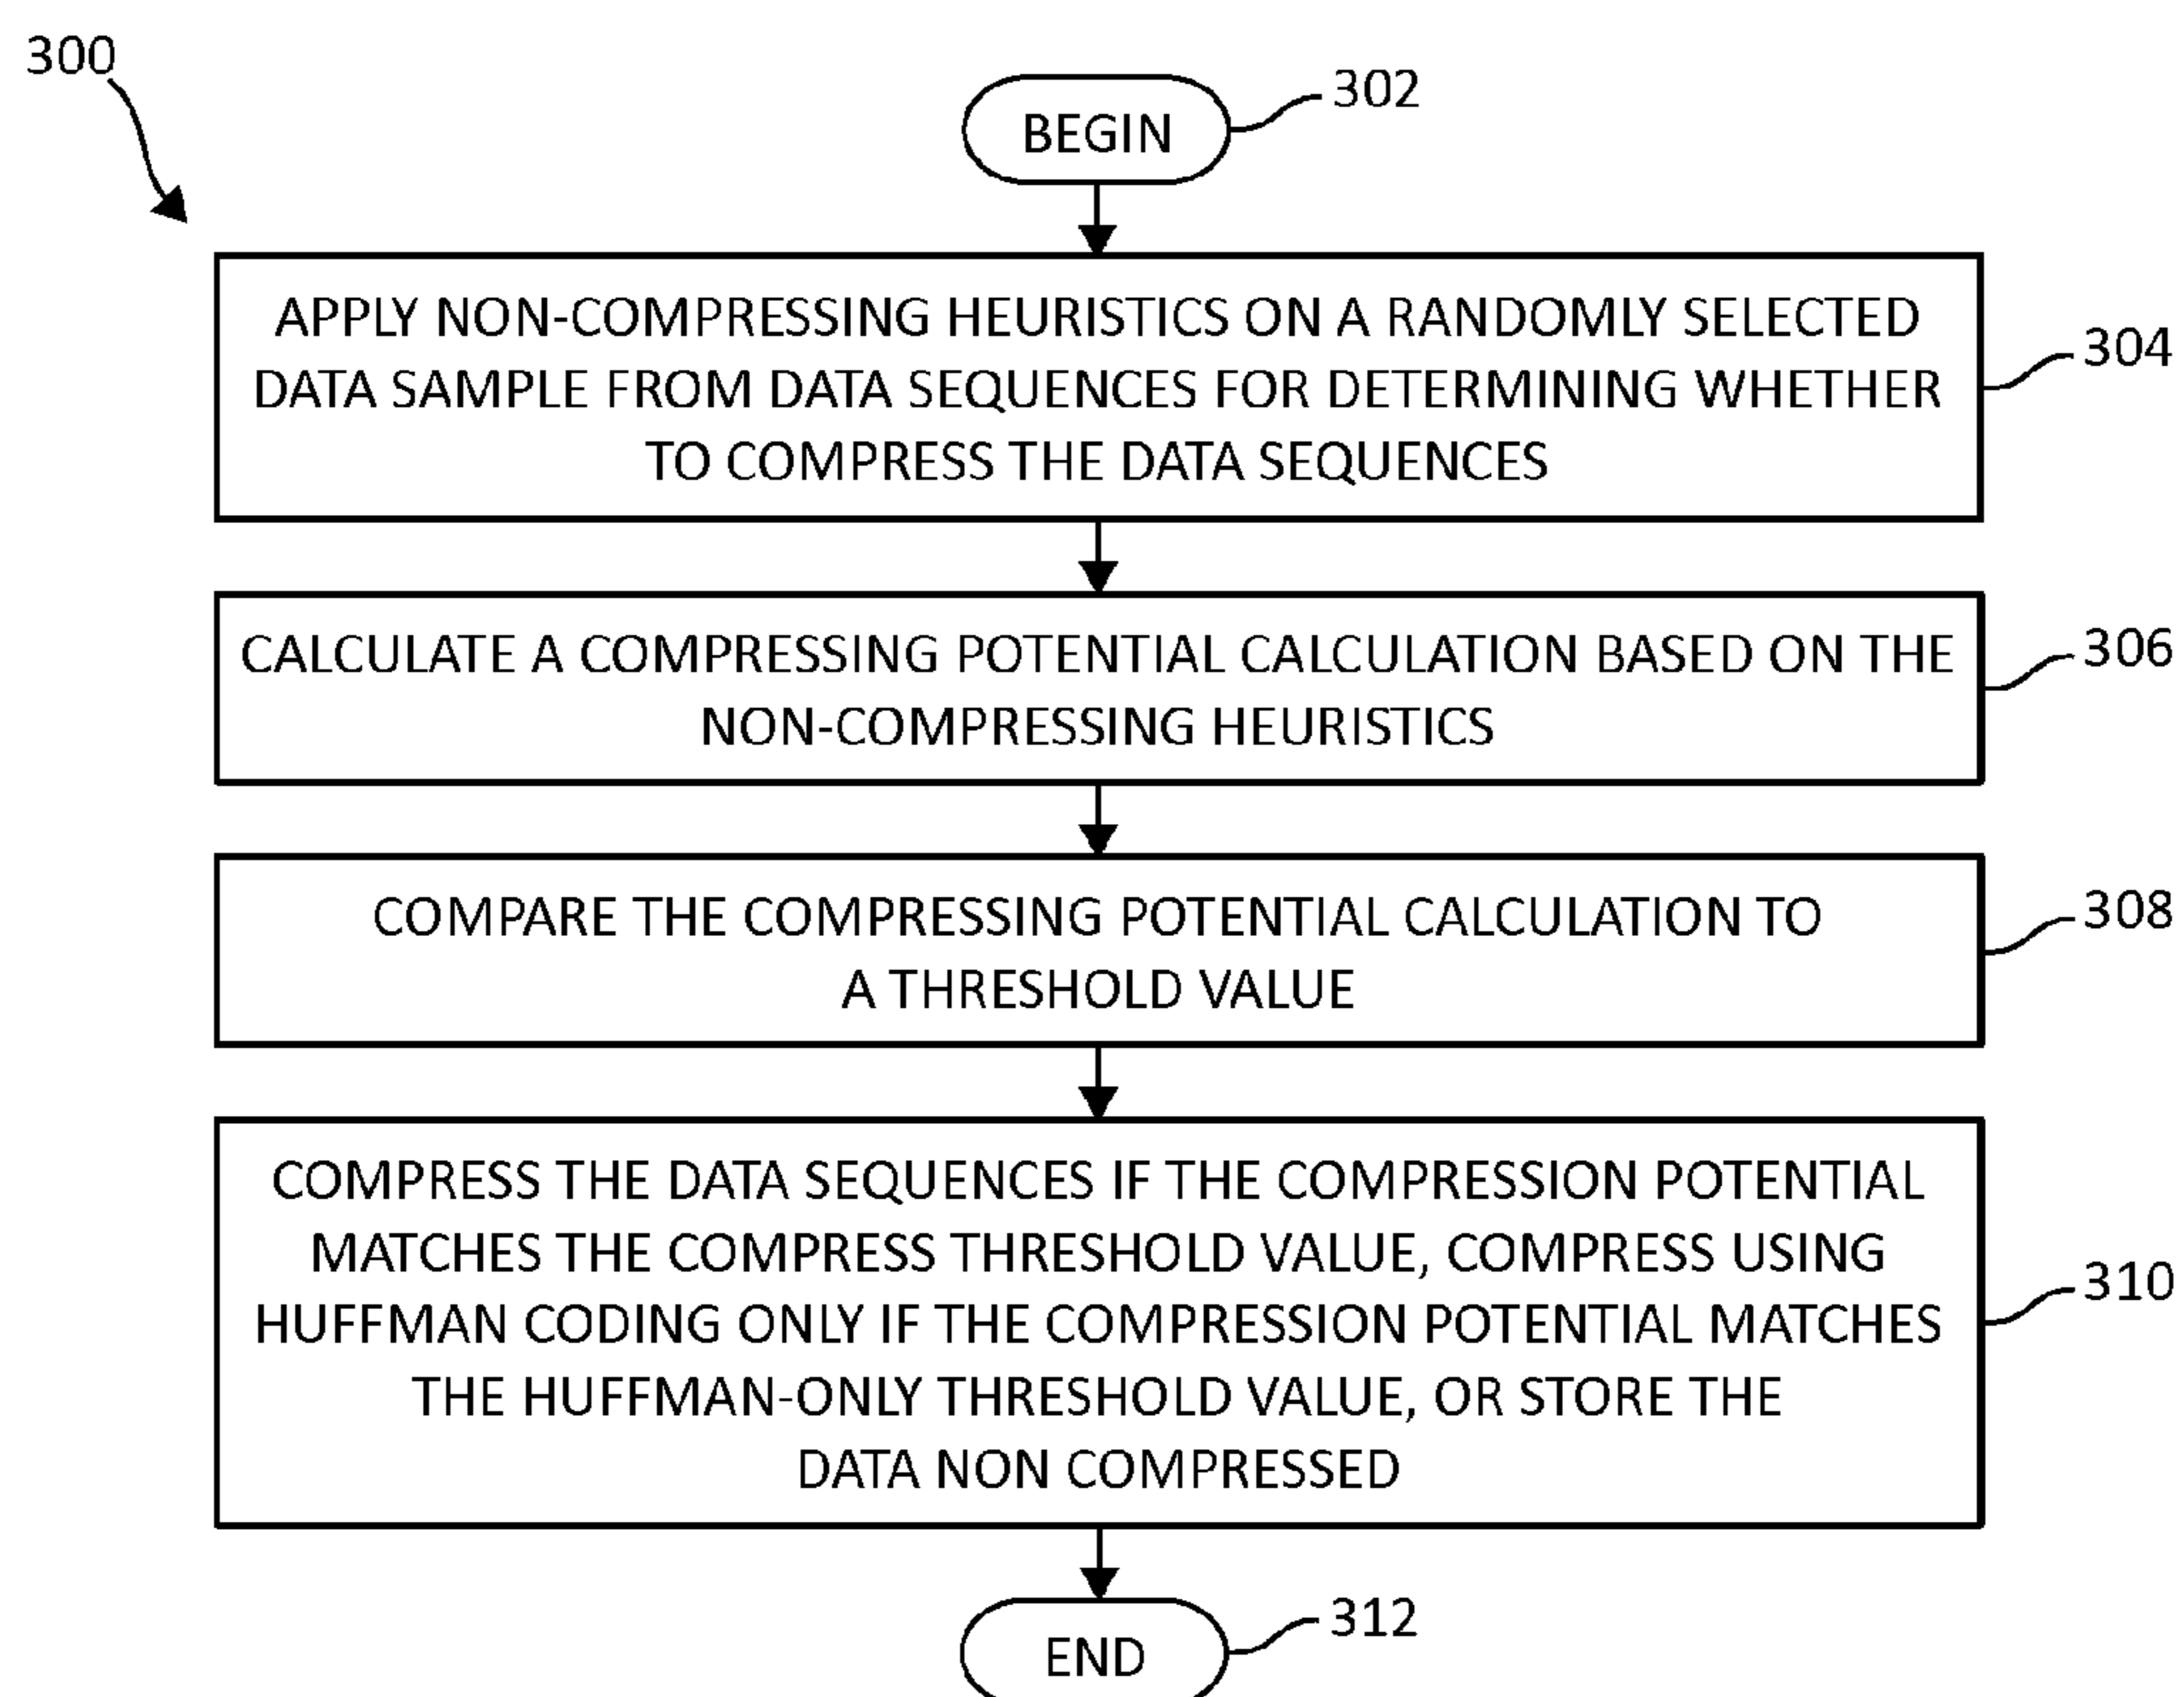 300
BEGIN
302
APPLY NON-COMPRESSING HEURISTICS ON A RANDOMLY SELECTED
DATA SAMPLE FROM DATA SEQUENCES FOR DETERMINING WHETHER
TO COMPRESS THE DATA SEQUENCES
304
CALCULATE A COMPRESSING POTENTIAL CALCULATION BASED ON THE
NON-COMPRESSING HEURISTICS
306
COMPARE THE COMPRESSING POTENTIAL CALCULATION TO
A THRESHOLD VALUE
308
COMPRESS THE DATA SEQUENCES IF THE COMPRESSION POTENTIAL
MATCHES THE COMPRESS THRESHOLD VALUE, COMPRESS USING
HUFFMAN CODING ONLY IF THE COMPRESSION POTENTIAL MATCHES
THE HUFFMAN-ONLY THRESHOLD VALUE, OR STORE THE
DATA NON COMPRESSED
310
END
312